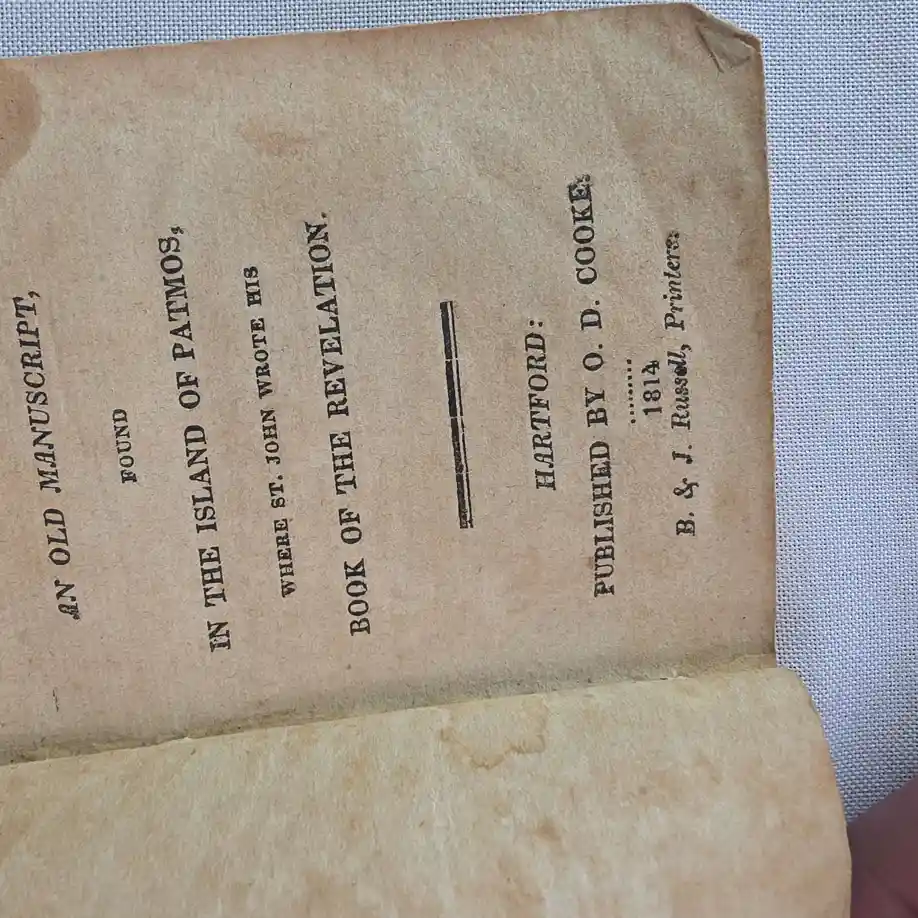 AN OLD MANUSCRIPT,
FOUND
IN THE ISLAND OF PATMOS,
WHERE ST. JOHN WROTE HIS
BOOK OF THE REVELATION.
HARTFORD:
PUBLISHED BY O. D. COOKE.
.........
1814
B. & J. Russell, Printers.